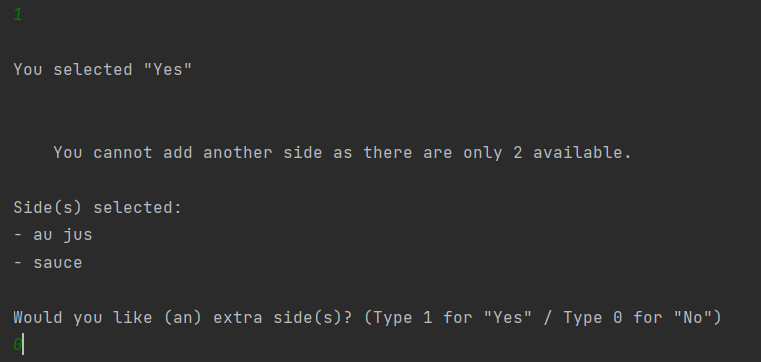 1
You selected "Yes"
You cannot add another side as there are only 2 available.
Side(s) selected:
- au jus
- sauce
Would you like (an) extra side(s)? (Type 1 for "Yes" / Type 0 for "No")
0